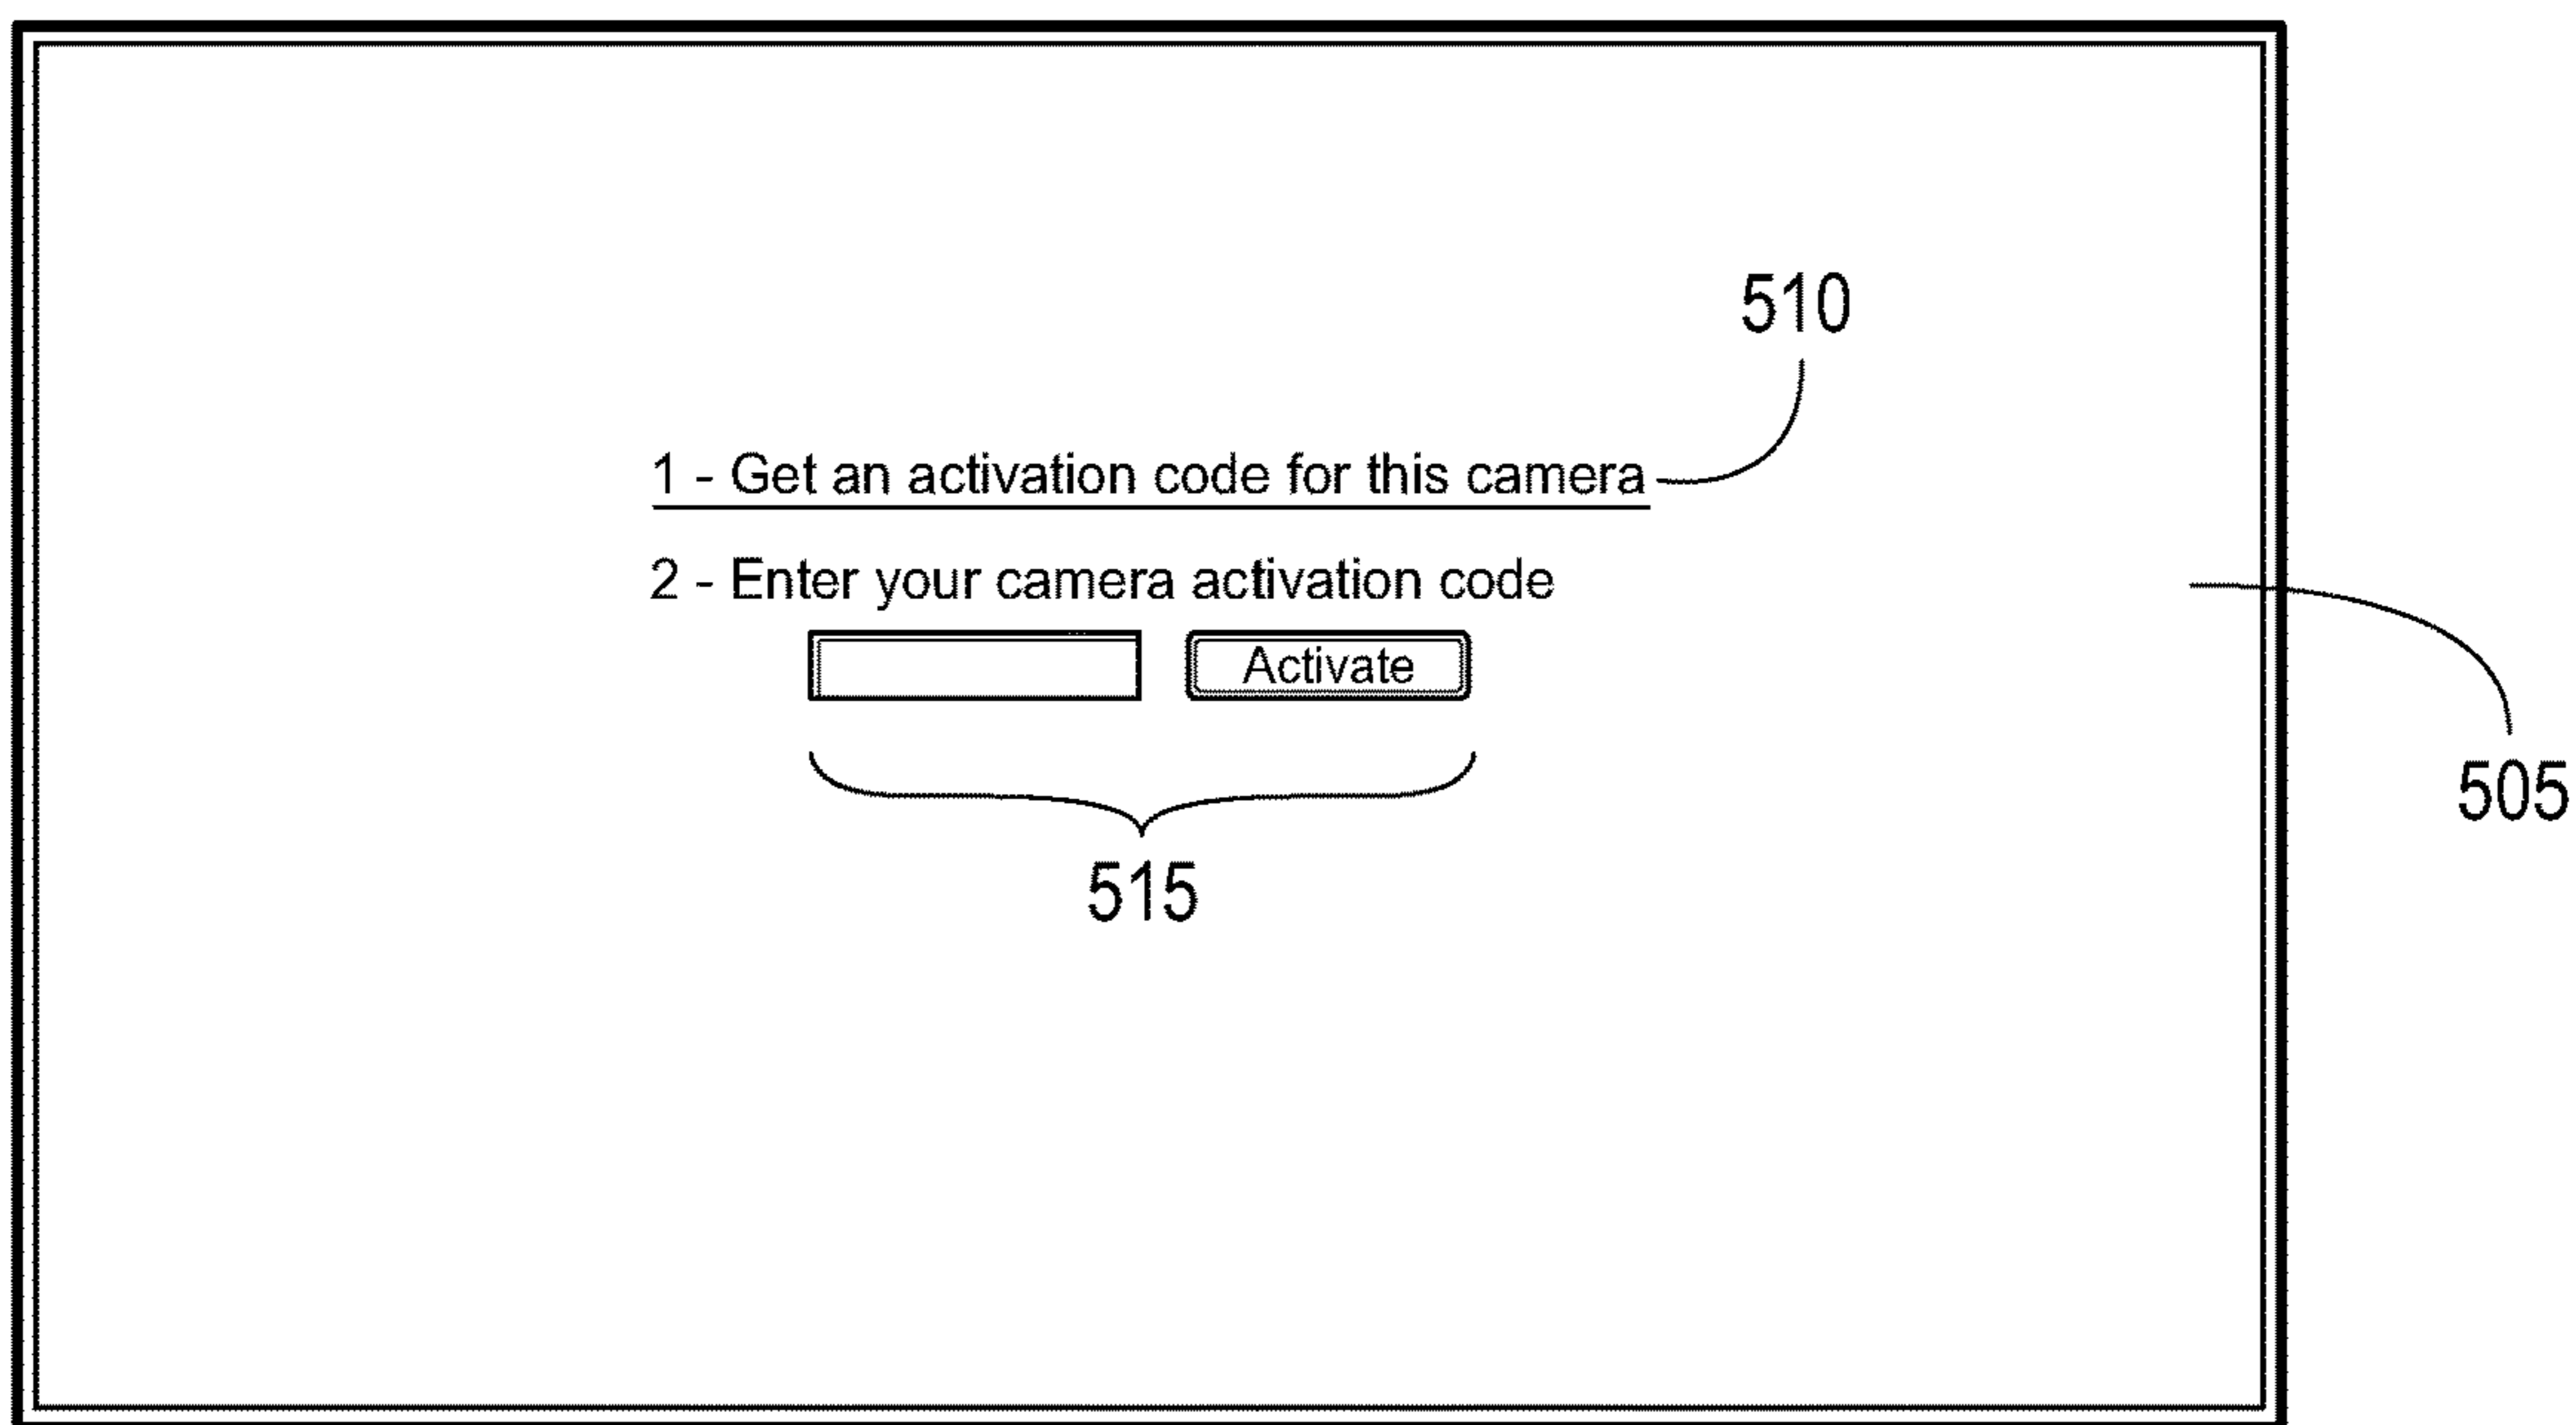 510
1 - Get an activation code for this camera
2 - Enter your camera activation code
Activate
505
515